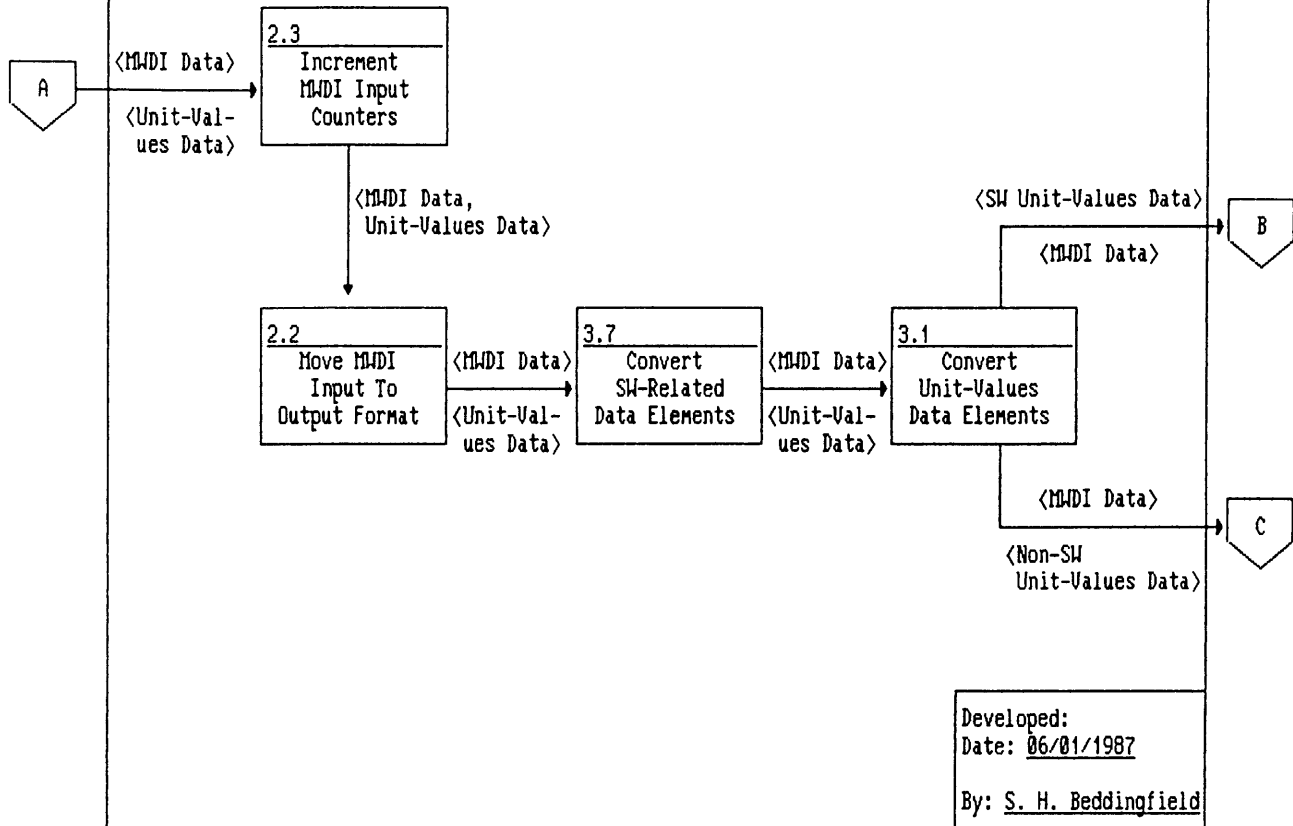 2.3
Increment
MWDI Input
Counters
A
<MWDI Data>
<Unit-Val-
ues Data>
<MWDI Data,
Unit-Values Data>
<SW Unit-Values Data>
<MWDI Data>
B
2.2
Move MWDI
Input To
Output Format
<MWDI Data>
<Unit-Val-
ues Data>
3.7
Convert
SW-Related
Data Elements
<MWDI Data>
<Unit-Val-
ues Data>
3.1
Convert
Unit-Values
Data Elements
<MWDI Data>
<Non-SW
Unit-Values Data>
C
Developed:
Date: 06/01/1987
By: S. H. Beddingfield